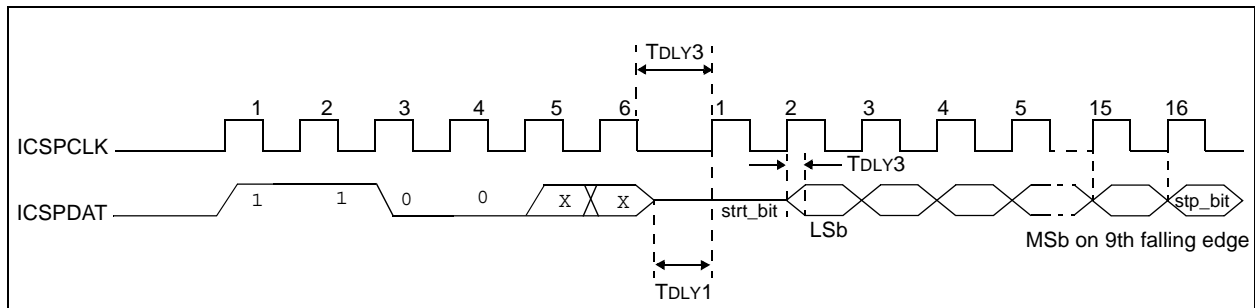 TDLY3
1 2 3 4 5 6 1 2 3 4 5 15 16
ICSPCLK
TDLY3
ICSPDAT
1 1 0 0 X X strt_bit stp_bit
LSb
MSb on 9th falling edge
TDLY1